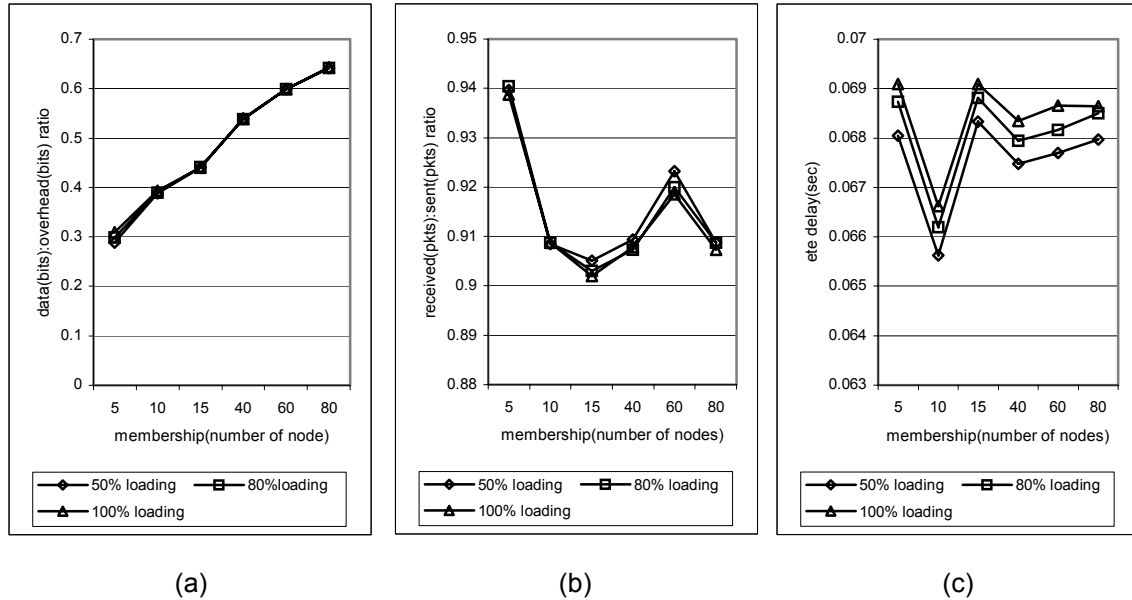 0.7
0.6
0.5
0.4
0.3
0.2
0.1
0
data(bits):overhead(bits) ratio
5 10 15 40 60 80
membership(number of node)
50% loading 80%loading
100% loading
(a)
0.95
0.94
0.93
0.92
0.91
0.9
0.89
0.88
received(pkts):sent(pkts) ratio
5 10 15 40 60 80
membership(number of nodes)
50% loading 80% loading
100% loading
(b)
0.07
0.069
0.068
0.067
0.066
0.065
0.064
0.063
ete delay(sec)
5 10 15 40 60 80
membership(number of nodes)
50% loading 80% loading
100% loading
(c)